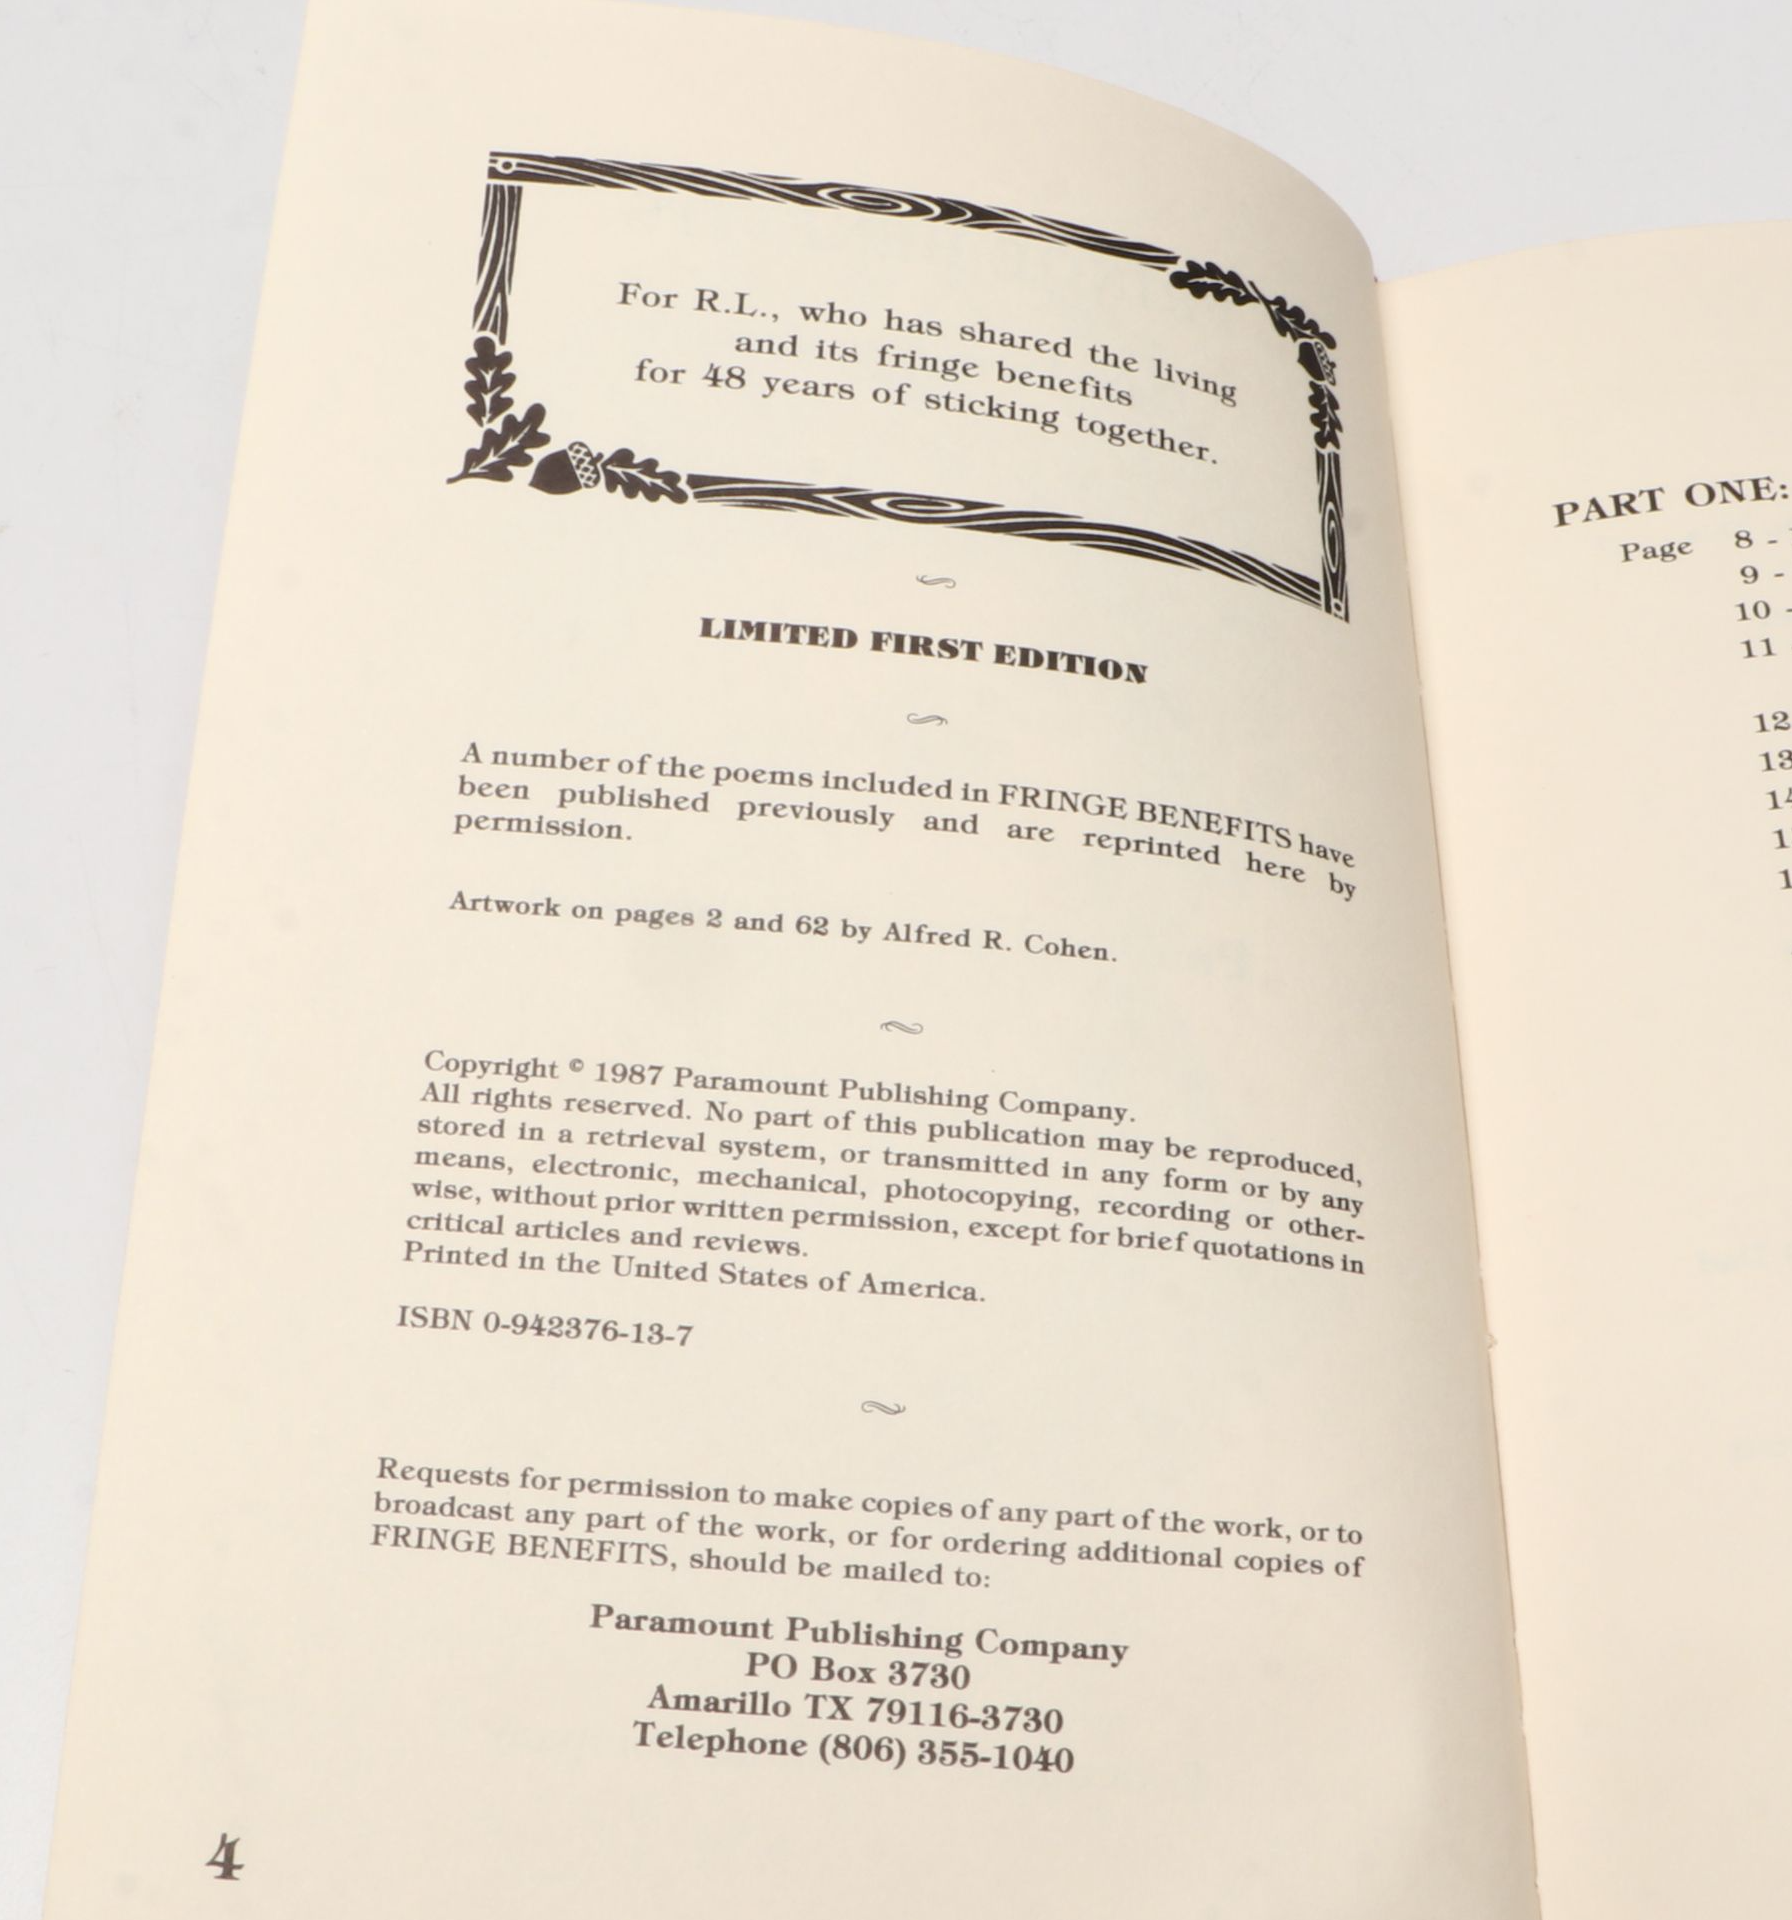 For R.L., who has shared the living
and its fringe benefits
for 48 years of sticking together.
LIMITED FIRST EDITION
A number of the poems included in FRINGE BENEFITS have
been published previously and are reprinted here by
permission.
Artwork on pages 2 and 62 by Alfred R. Cohen.
Copyright © 1987 Paramount Publishing Company.
All rights reserved. No part of this publication may be reproduced,
stored in a retrieval system, or transmitted in any form or by any
means, electronic, mechanical, photocopying, recording or other-
wise, without prior written permission, except for brief quotations in
critical articles and reviews.
Printed in the United States of America.
ISBN 0-942376-13-7
Requests for permission to make copies of any part of the work, or to
broadcast any part of the work, or for ordering additional copies of
FRINGE BENEFITS, should be mailed to:
Paramount Publishing Company
PO Box 3730
Amarillo TX 79116-3730
Telephone (806) 355-1040
4
PART ONE:
Page 8 -
9 -
10 -
11
12
13